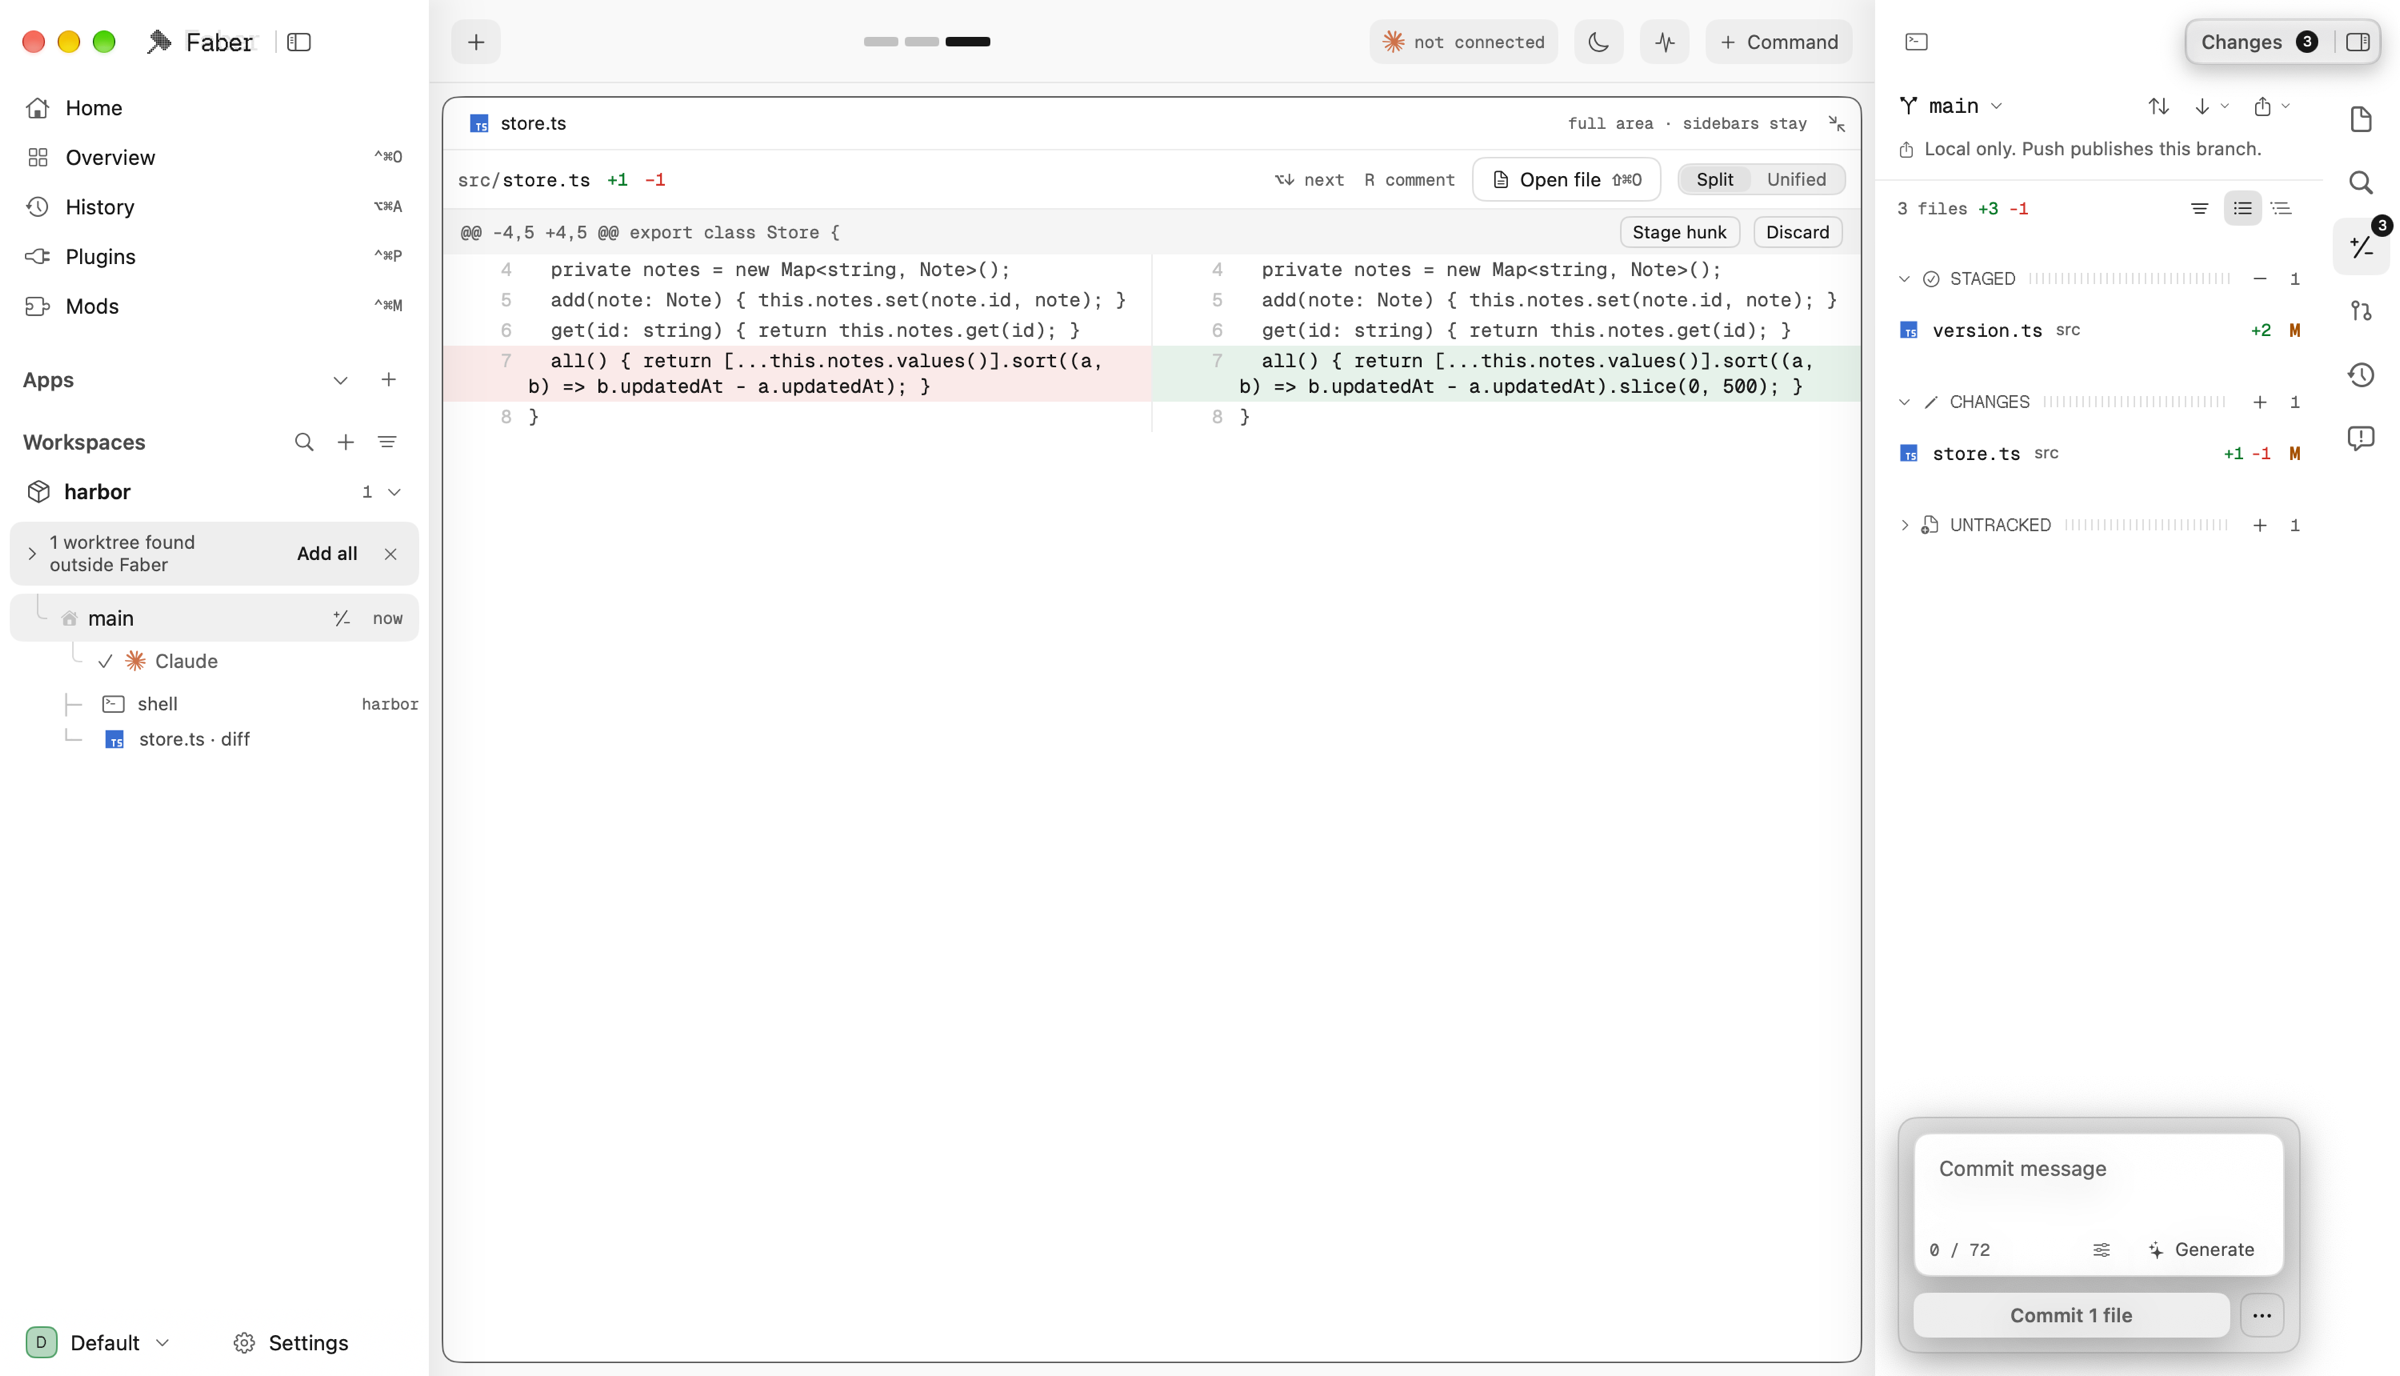 Faber
Home
Overview ⌃⌘O
History ⌥⌘A
Plugins ⌃⌘P
Mods ⌃⌘M
Apps
Workspaces
harbor 1
1 worktree found
outside Faber
Add all
main now
Claude
shell harbor
store.ts · diff
D Default
Settings
not connected
Command
store.ts
full area · sidebars stay
src/store.ts +1 -1
⌥↓ next R comment
Open file ⇧⌘O
Split Unified
@@ -4,5 +4,5 @@ export class Store {
Stage hunk Discard
4 private notes = new Map<string, Note>();
5 add(note: Note) { this.notes.set(note.id, note); }
6 get(id: string) { return this.notes.get(id); }
7 all() { return [...this.notes.values()].sort((a,
b) => b.updatedAt - a.updatedAt); }
8 }
4 private notes = new Map<string, Note>();
5 add(note: Note) { this.notes.set(note.id, note); }
6 get(id: string) { return this.notes.get(id); }
7 all() { return [...this.notes.values()].sort((a,
b) => b.updatedAt - a.updatedAt).slice(0, 500); }
8 }
Changes 3
main
Local only. Push publishes this branch.
3 files +3 -1
3
STAGED 1
TS version.ts src +2 M
CHANGES 1
TS store.ts src +1 -1 M
UNTRACKED 1
Commit message
0 / 72
Generate
Commit 1 file